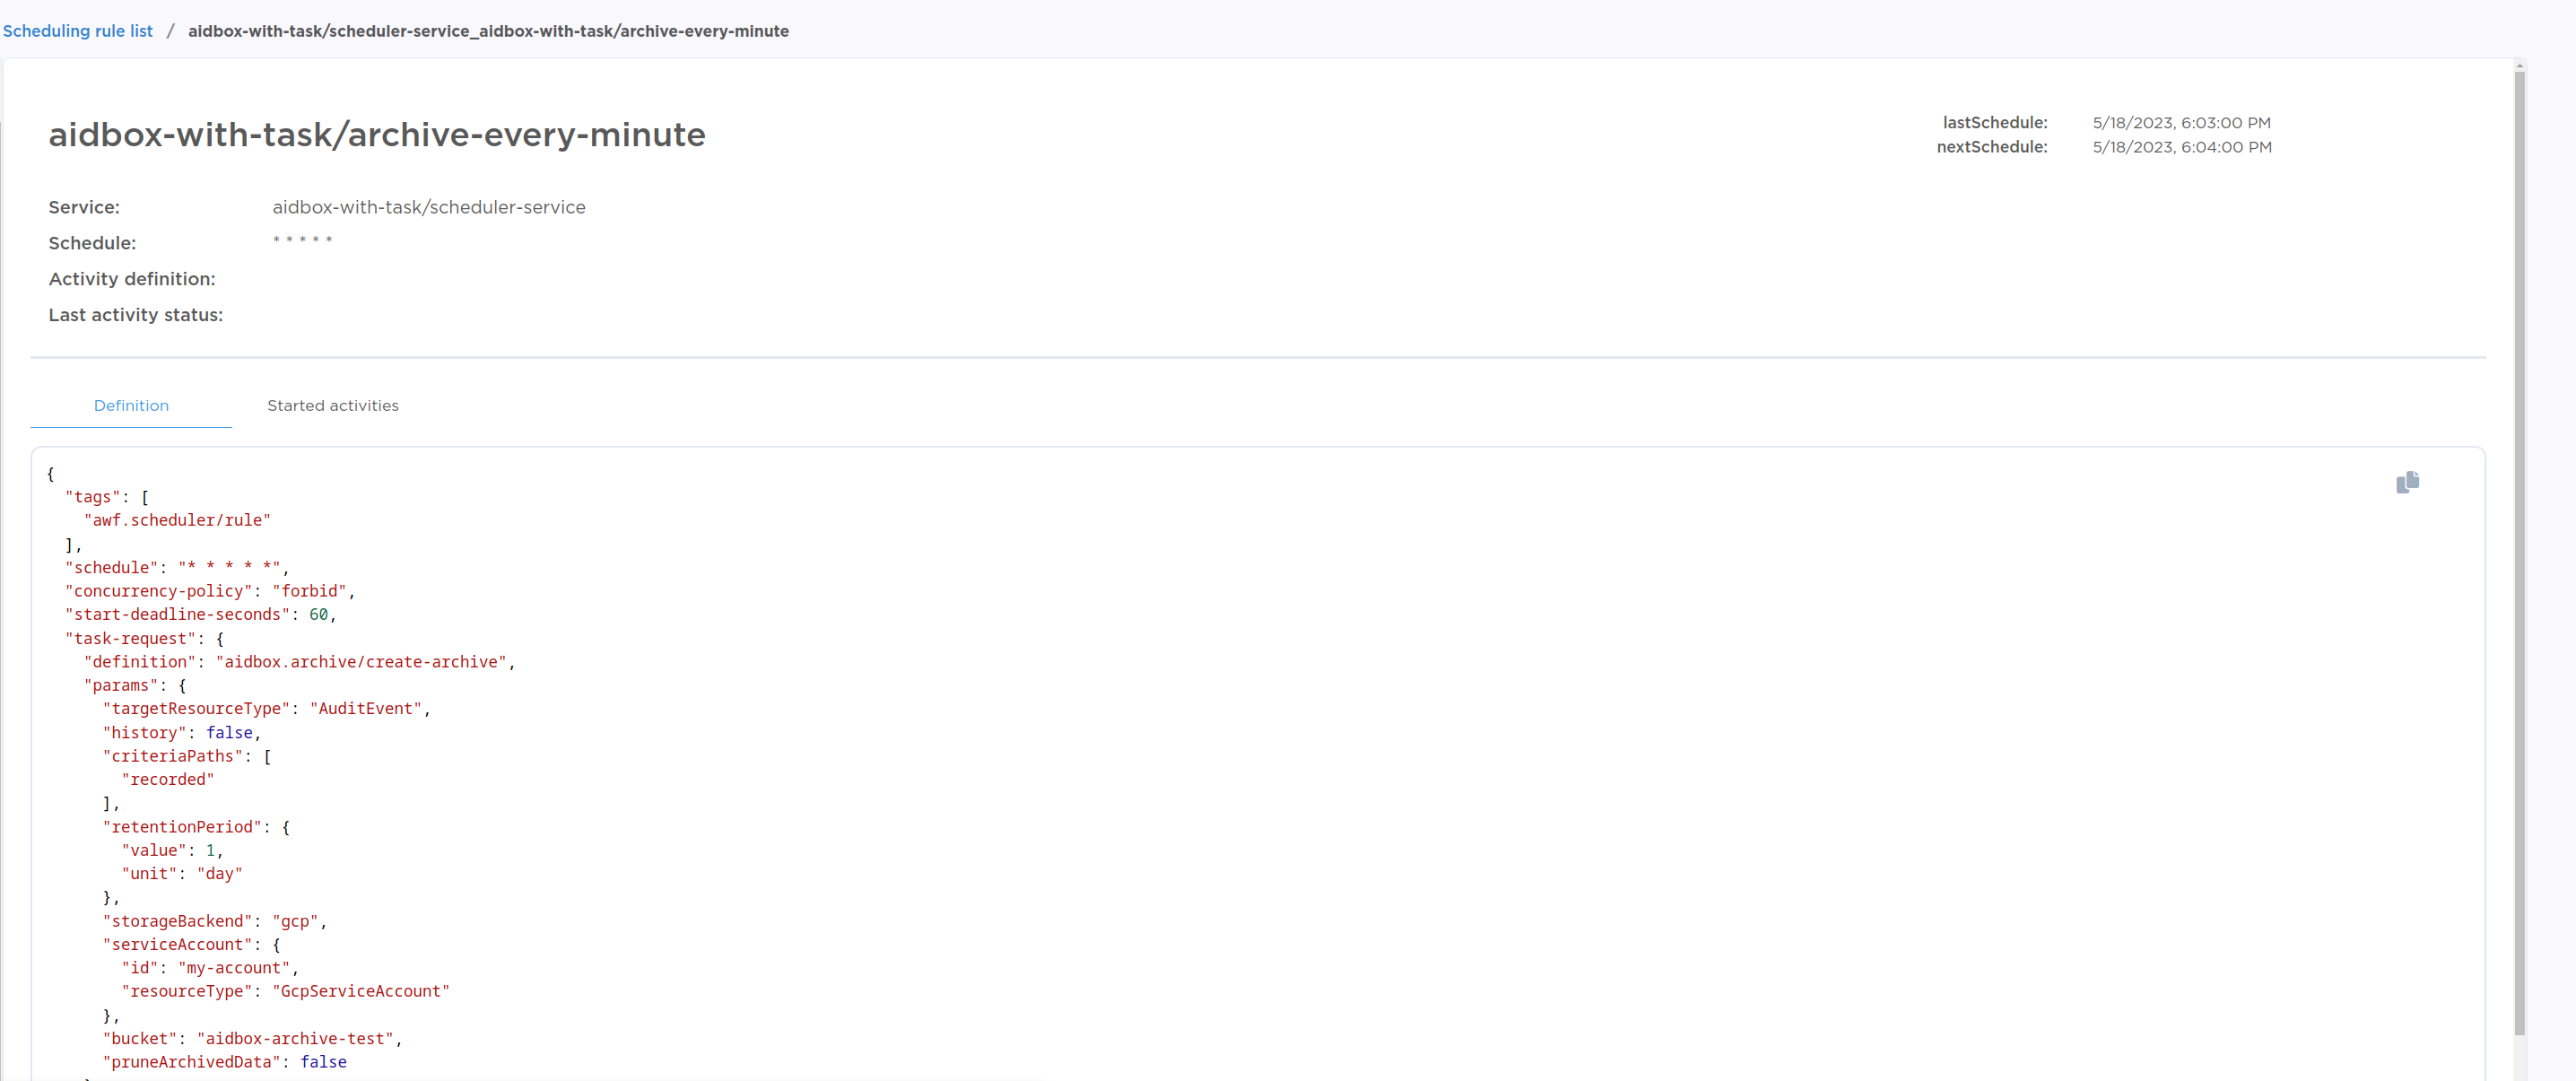 Scheduling rule list / aidbox-with-task/scheduler-service_aidbox-with-task/archive-every-minute
aidbox-with-task/archive-every-minute
lastSchedule: 5/18/2023, 6:03:00 PM
nextSchedule: 5/18/2023, 6:04:00 PM
Service: aidbox-with-task/scheduler-service
Schedule: * * * * *
Activity definition:
Last activity status:
Definition Started activities
{
"tags": [
"awf.scheduler/rule"
],
"schedule": "* * * * *",
"concurrency-policy": "forbid",
"start-deadline-seconds": 60,
"task-request": {
"definition": "aidbox.archive/create-archive",
"params": {
"targetResourceType": "AuditEvent",
"history": false,
"criteriaPaths": [
"recorded"
],
"retentionPeriod": {
"value": 1,
"unit": "day"
},
"storageBackend": "gcp",
"serviceAccount": {
"id": "my-account",
"resourceType": "GcpServiceAccount"
},
"bucket": "aidbox-archive-test",
"pruneArchivedData": false